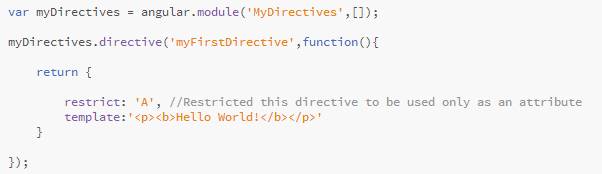 var myDirectives = angular.module('MyDirectives',[]);
myDirectives.directive('myFirstDirective',function(){
return {
restrict: 'A', //Restricted this directive to be used only as an attribute
template:'<p><b>Hello World!</b></p>'
}
});